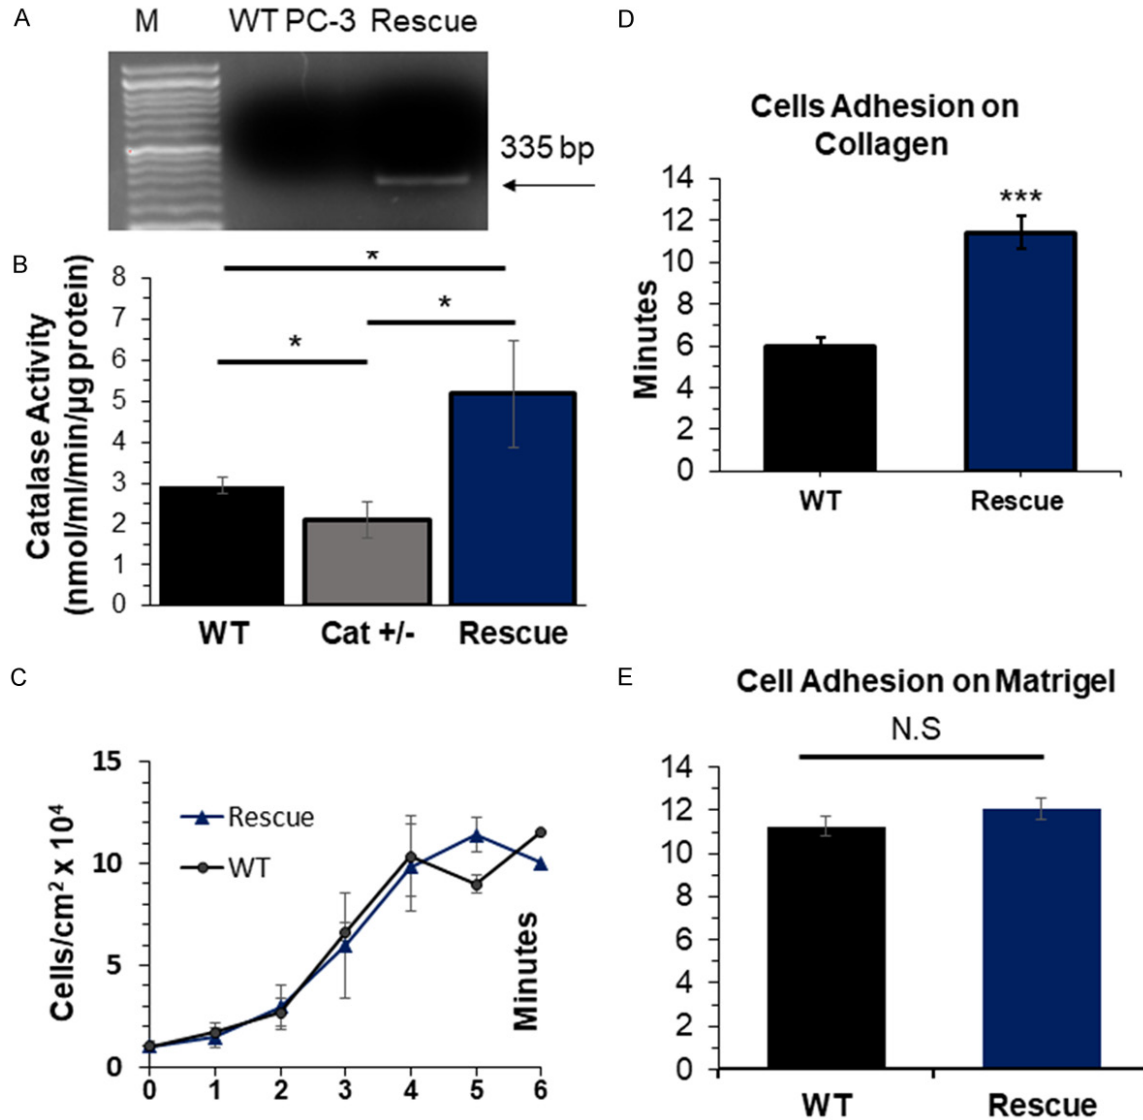 A
M WT PC-3 Rescue
335 bp
B
Catalase Activity
(nmol/ml/min/µg protein)
8
7
6
5
4
3
2
1
0
*
*
*
WT Cat +/- Rescue
C
Cells/cm² x 10⁴
15
10
5
0
Rescue
WT
0 1 2 3 4 5 6
D
Cells Adhesion on
Collagen
Minutes
14
12
10
8
6
4
2
0
***
WT Rescue
E
Cell Adhesion on Matrigel
N.S
Minutes
14
12
10
8
6
4
2
0
WT Rescue